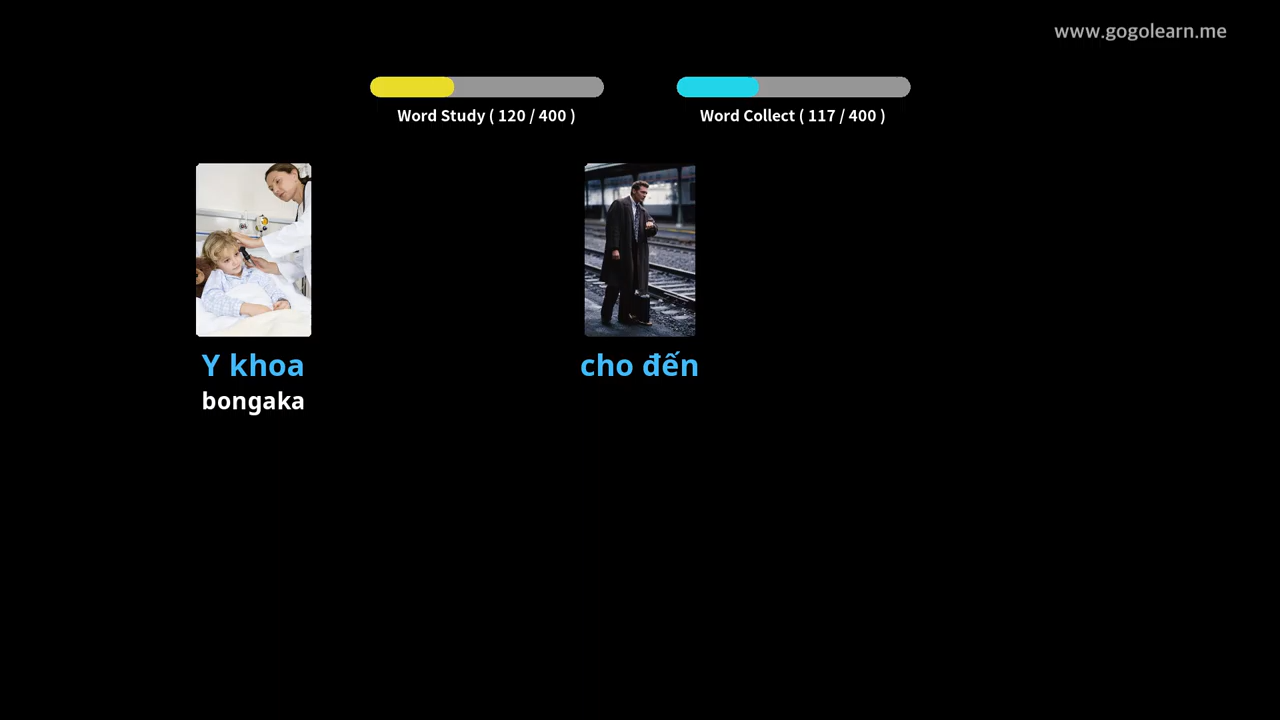 www.gogolearn.me
Word Study ( 120 / 400 )
Word Collect ( 117 / 400 )
Y khoa
bongaka
cho đến